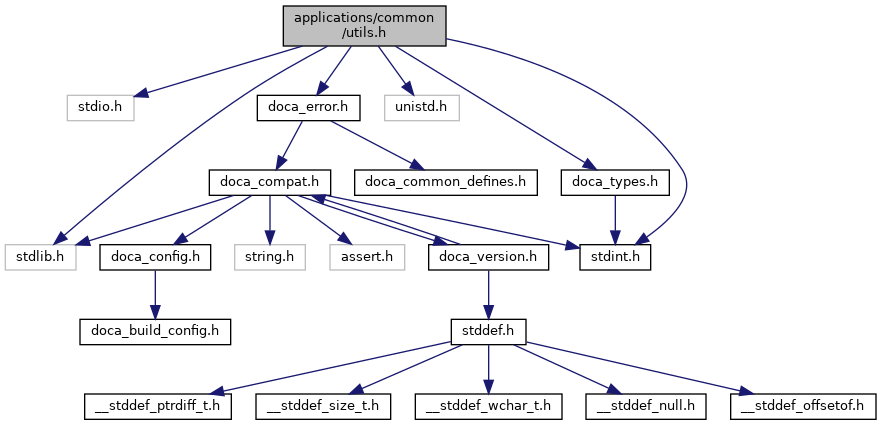 applications/common
/utils.h
stdio.h
doca_error.h
unistd.h
doca_compat.h
doca_common_defines.h
doca_types.h
stdlib.h
doca_config.h
string.h
assert.h
doca_version.h
stdint.h
doca_build_config.h
stddef.h
__stddef_ptrdiff_t.h
__stddef_size_t.h
__stddef_wchar_t.h
__stddef_null.h
__stddef_offsetof.h